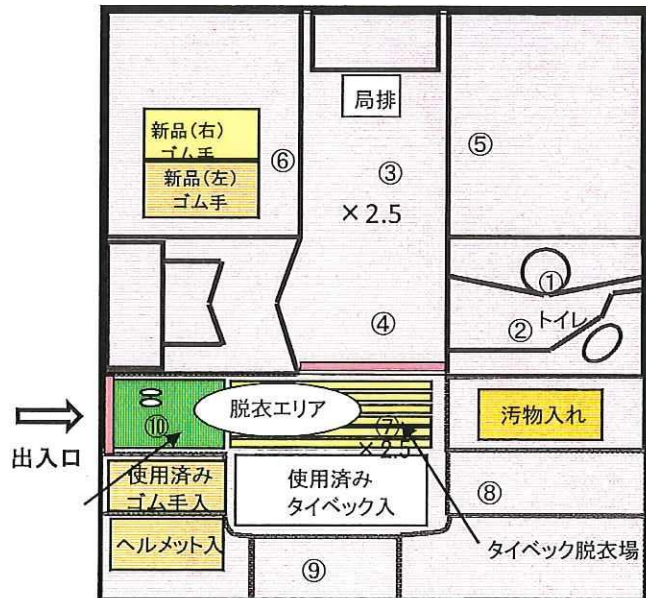 局排
新品(右)
ゴム手
新品(左)
ゴム手
⑥
③
×2.5
⑤
④
①
②
トイレ
出入口
⑩
脱衣エリア
⑦
×2.5
汚物入れ
使用済み
ゴム手入
使用済み
タイベック入
⑧
ヘルメット入
⑨
タイベック脱衣場